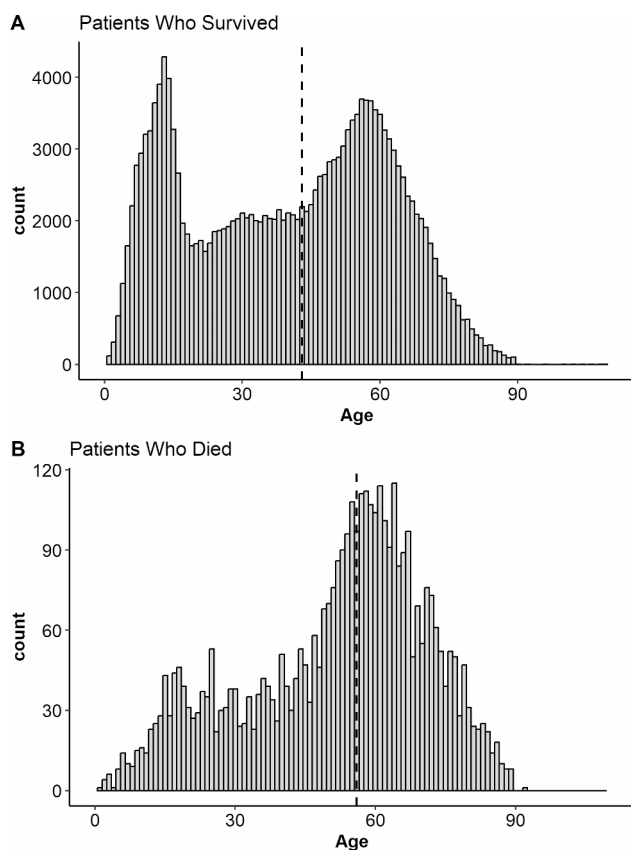 A
Patients Who Survived
4000
3000
2000
1000
0
count
0 30 60 90
Age
B
Patients Who Died
120
90
60
30
0
count
0 30 60 90
Age